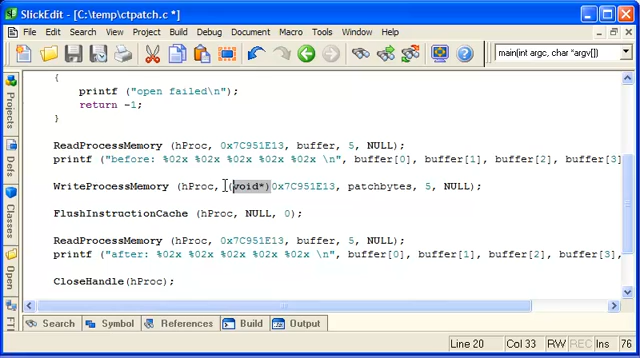 SlickEdit - [C:\temp\ctpatch.c *]
File Edit Search View Project Build Debug Document Macro Tools Window Help
main(int argc, char *argv[])
Projects
Defs
Classes
Open
FT
{
printf ("open failed\n");
return -1;
}
ReadProcessMemory (hProc, 0x7C951E13, buffer, 5, NULL);
printf ("before: %02x %02x %02x %02x %02x \n", buffer[0], buffer[1], buffer[2], buffer[3]
WriteProcessMemory (hProc, (void*)0x7C951E13, patchbytes, 5, NULL);
FlushInstructionCache (hProc, NULL, 0);
ReadProcessMemory (hProc, 0x7C951E13, buffer, 5, NULL);
printf ("after: %02x %02x %02x %02x %02x \n", buffer[0], buffer[1], buffer[2], buffer[3],
CloseHandle(hProc);
Search Symbol References Build Output
Line 20 Col 33 RW REC Ins 76